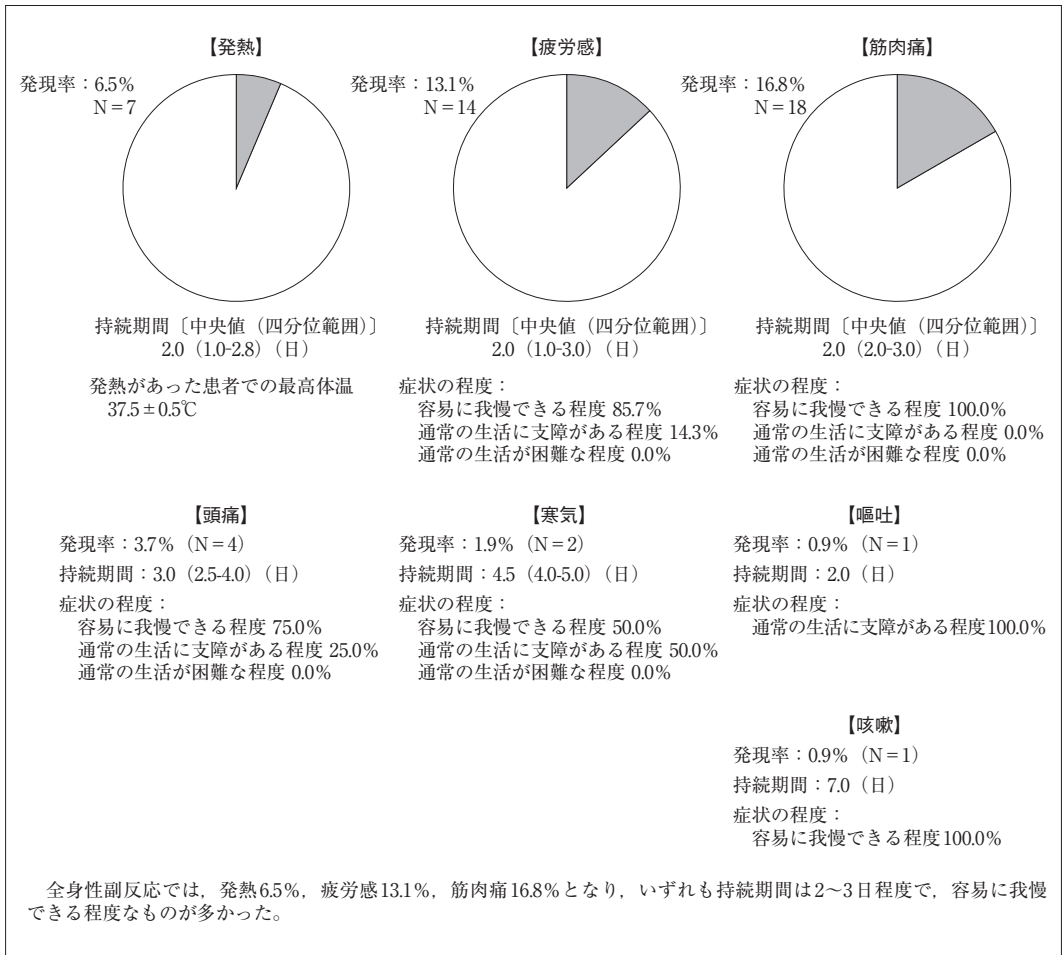 【発熱】
発現率：6.5%
N＝7
持続期間〔中央値（四分位範囲）〕
2.0（1.0-2.8）（日）
発熱があった患者での最高体温
37.5±0.5℃
【疲労感】
発現率：13.1%
N＝14
持続期間〔中央値（四分位範囲）〕
2.0（1.0-3.0）（日）
症状の程度：
容易に我慢できる程度 85.7%
通常の生活に支障がある程度 14.3%
通常の生活が困難な程度 0.0%
【筋肉痛】
発現率：16.8%
N＝18
持続期間〔中央値（四分位範囲）〕
2.0（2.0-3.0）（日）
症状の程度：
容易に我慢できる程度 100.0%
通常の生活に支障がある程度 0.0%
通常の生活が困難な程度 0.0%
【頭痛】
発現率：3.7%（N＝4）
持続期間：3.0（2.5-4.0）（日）
症状の程度：
容易に我慢できる程度 75.0%
通常の生活に支障がある程度 25.0%
通常の生活が困難な程度 0.0%
【寒気】
発現率：1.9%（N＝2）
持続期間：4.5（4.0-5.0）（日）
症状の程度：
容易に我慢できる程度 50.0%
通常の生活に支障がある程度 50.0%
通常の生活が困難な程度 0.0%
【嘔吐】
発現率：0.9%（N＝1）
持続期間：2.0（日）
症状の程度：
通常の生活に支障がある程度100.0%
【咳嗽】
発現率：0.9%（N＝1）
持続期間：7.0（日）
症状の程度：
容易に我慢できる程度100.0%
全身性副反応では，発熱6.5%，疲労感13.1%，筋肉痛16.8%となり，いずれも持続期間は2～3日程度で，容易に我慢
できる程度なものが多かった。